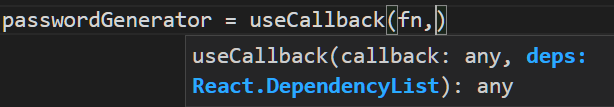 passwordGenerator = useCallback(fn,)
useCallback(callback: any, deps:
React.DependencyList): any